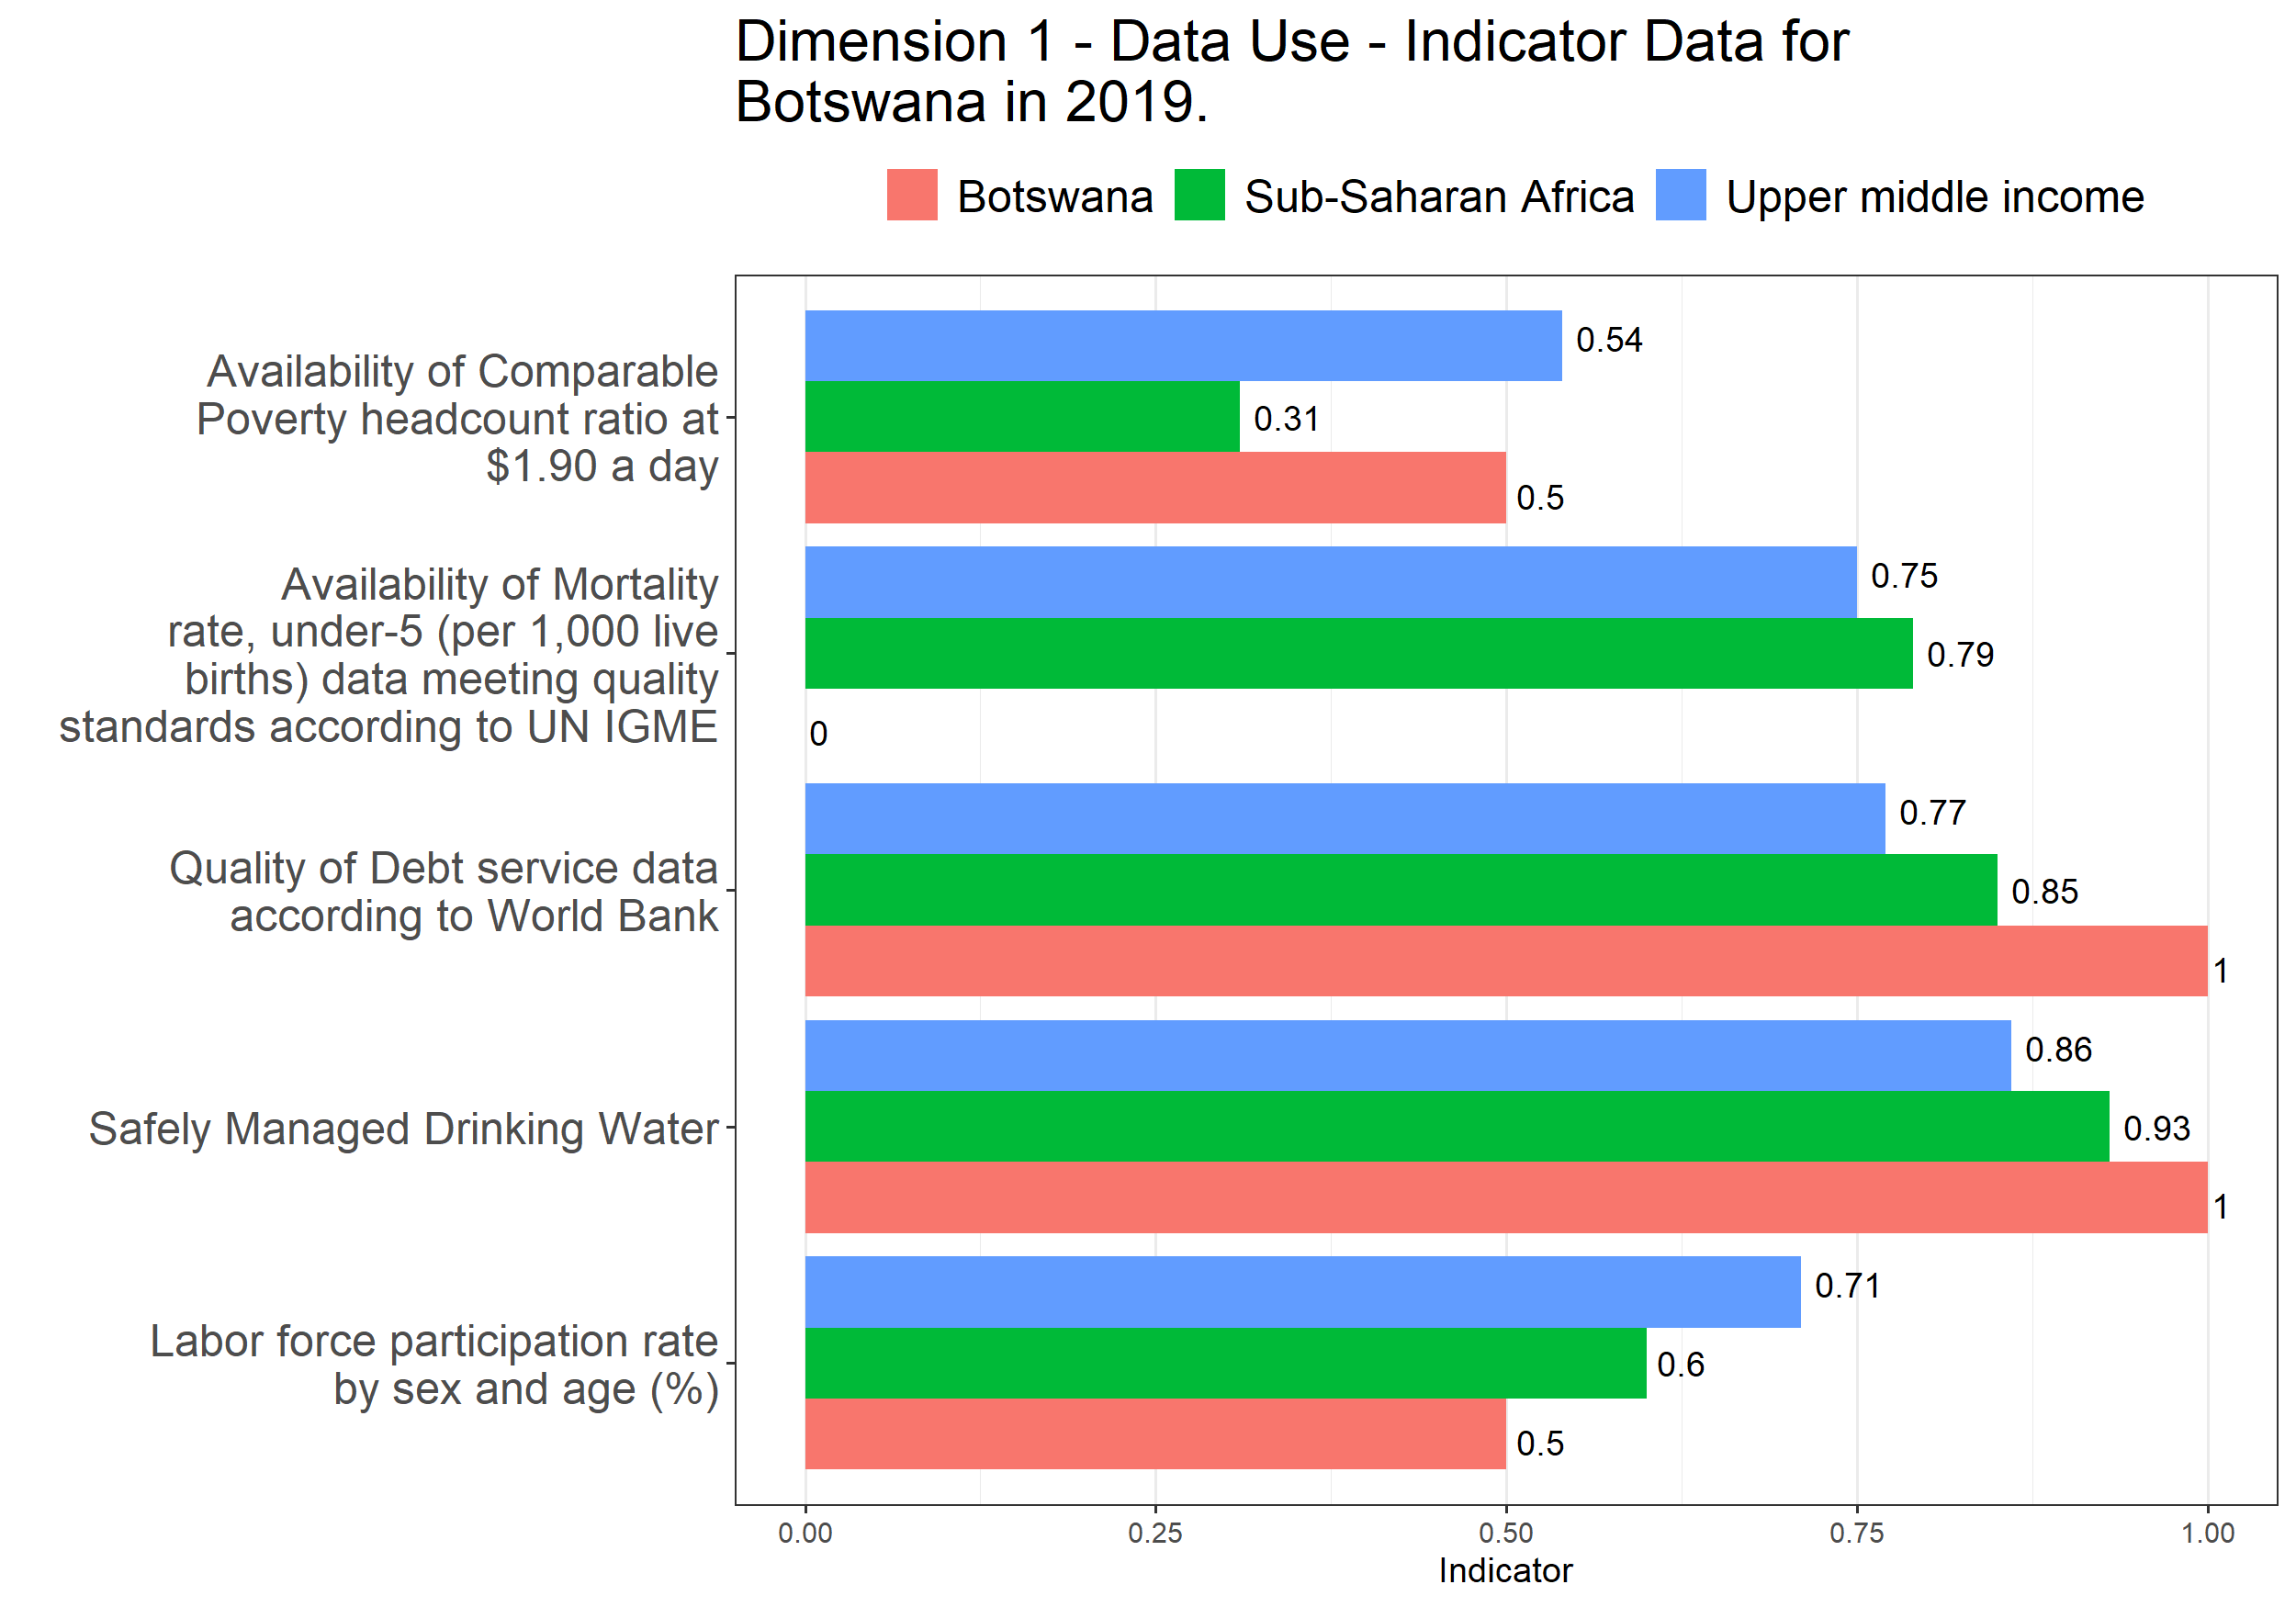 Dimension 1 - Data Use - Indicator Data for
Botswana in 2019.
Botswana
Sub-Saharan Africa
Upper middle income
Availability of Comparable
Poverty headcount ratio at
$1.90 a day
0.54
0.31
0.5
Availability of Mortality
rate, under-5 (per 1,000 live
births) data meeting quality
standards according to UN IGME
0.75
0.79
0
Quality of Debt service data
according to World Bank
0.77
0.85
1
Safely Managed Drinking Water
0.86
0.93
1
Labor force participation rate
by sex and age (%)
0.71
0.6
0.5
0.00
0.25
0.50
0.75
1.00
Indicator